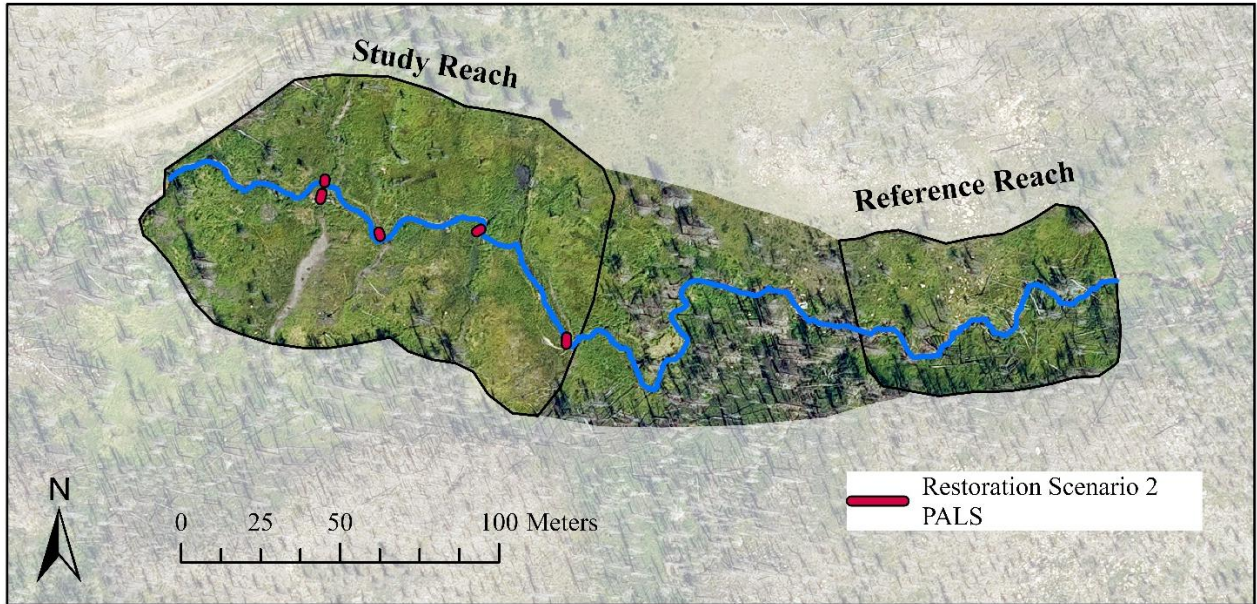 Study Reach
Reference Reach
Restoration Scenario 2
PALS
N
0 25 50 100 Meters